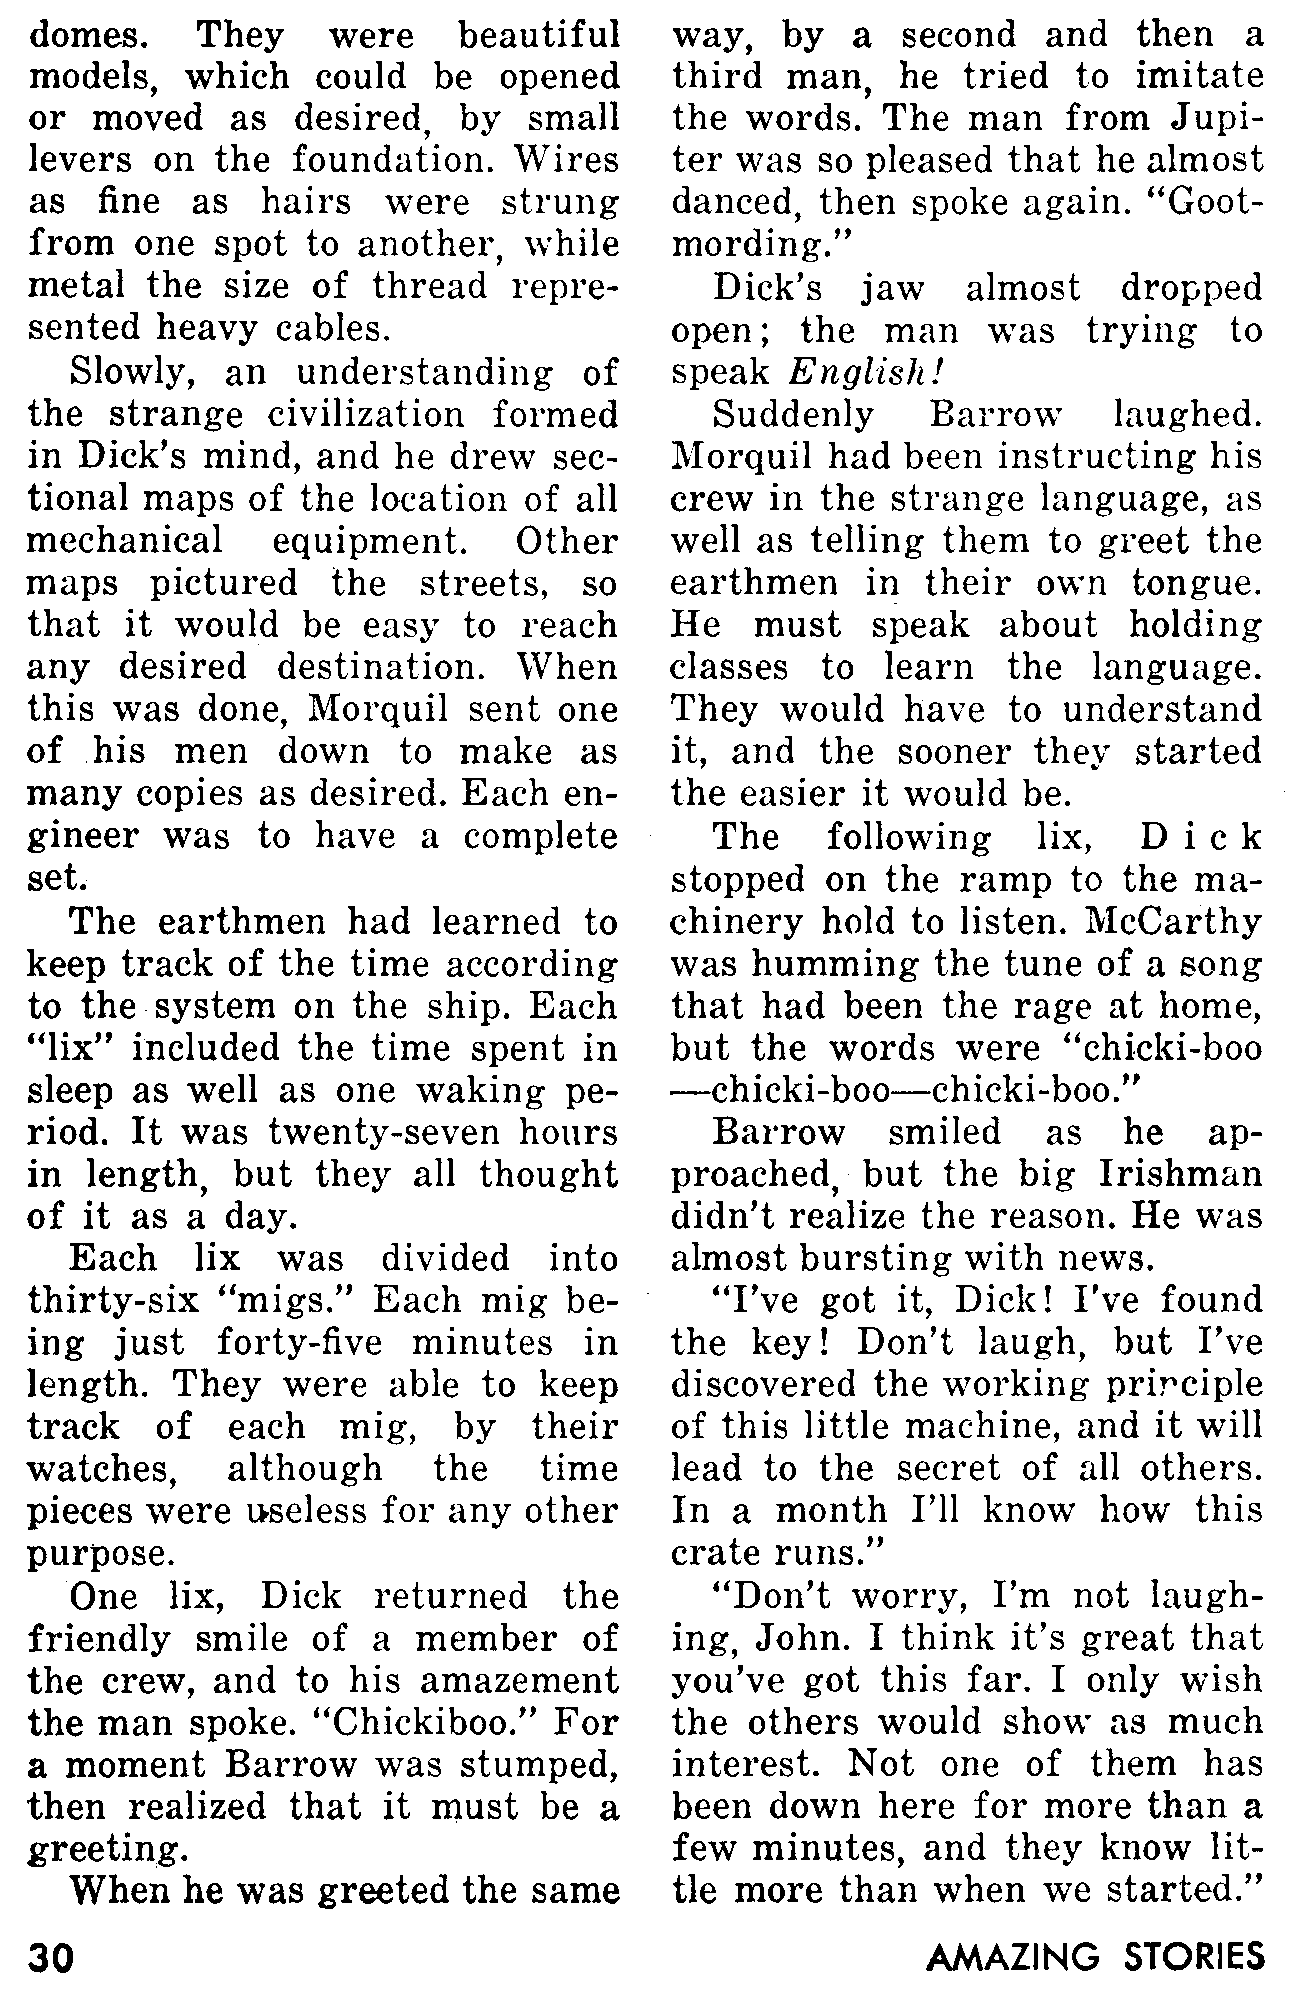 domes. They were beautiful
models, which could be opened
or moved as desired, by small
levers on the foundation. Wires
as fine as hairs were strung
from one spot to another, while
metal the size of thread repre-
sented heavy cables.
Slowly, an understanding of
the strange civilization formed
in Dick's mind, and he drew sec-
tional maps of the location of all
mechanical equipment. Other
maps pictured the streets, so
that it would be easy to reach
any desired destination. When
this was done, Morquil sent one
of his men down to make as
many copies as desired. Each en-
gineer was to have a complete
set.
The earthmen had learned to
keep track of the time according
to the system on the ship. Each
“lix” included the time spent in
sleep as well as one waking pe-
riod. It was twenty-seven hours
in length, but they all thought
of it as a day.
Each lix was divided into
thirty-six “migs.” Each mig be-
ing just forty-five minutes in
length. They were able to keep
track of each mig, by their
watches, although the time
pieces were useless for any other
purpose.
One lix, Dick returned the
friendly smile of a member of
the crew, and to his amazement
the man spoke. “Chickiboo.” For
a moment Barrow was stumped,
then realized that it must be a
greeting.
When he was greeted the same
way, by a second and then a
third man, he tried to imitate
the words. The man from Jupi-
ter was so pleased that he almost
danced, then spoke again. “Goot-
mording.”
Dick's jaw almost dropped
open; the man was trying to
speak English!
Suddenly Barrow laughed.
Morquil had been instructing his
crew in the strange language, as
well as telling them to greet the
earthmen in their own tongue.
He must speak about holding
classes to learn the language.
They would have to understand
it, and the sooner they started
the easier it would be.
The following lix, Dick
stopped on the ramp to the ma-
chinery hold to listen. McCarthy
was humming the tune of a song
that had been the rage at home,
but the words were “chicki-boo
—chicki-boo—chicki-boo.”
Barrow smiled as he ap-
proached, but the big Irishman
didn't realize the reason. He was
almost bursting with news.
“I've got it, Dick! I've found
the key! Don't laugh, but I've
discovered the working principle
of this little machine, and it will
lead to the secret of all others.
In a month I'll know how this
crate runs.”
“Don't worry, I'm not laugh-
ing, John. I think it's great that
you've got this far. I only wish
the others would show as much
interest. Not one of them has
been down here for more than a
few minutes, and they know lit-
tle more than when we started.”
30
AMAZING STORIES